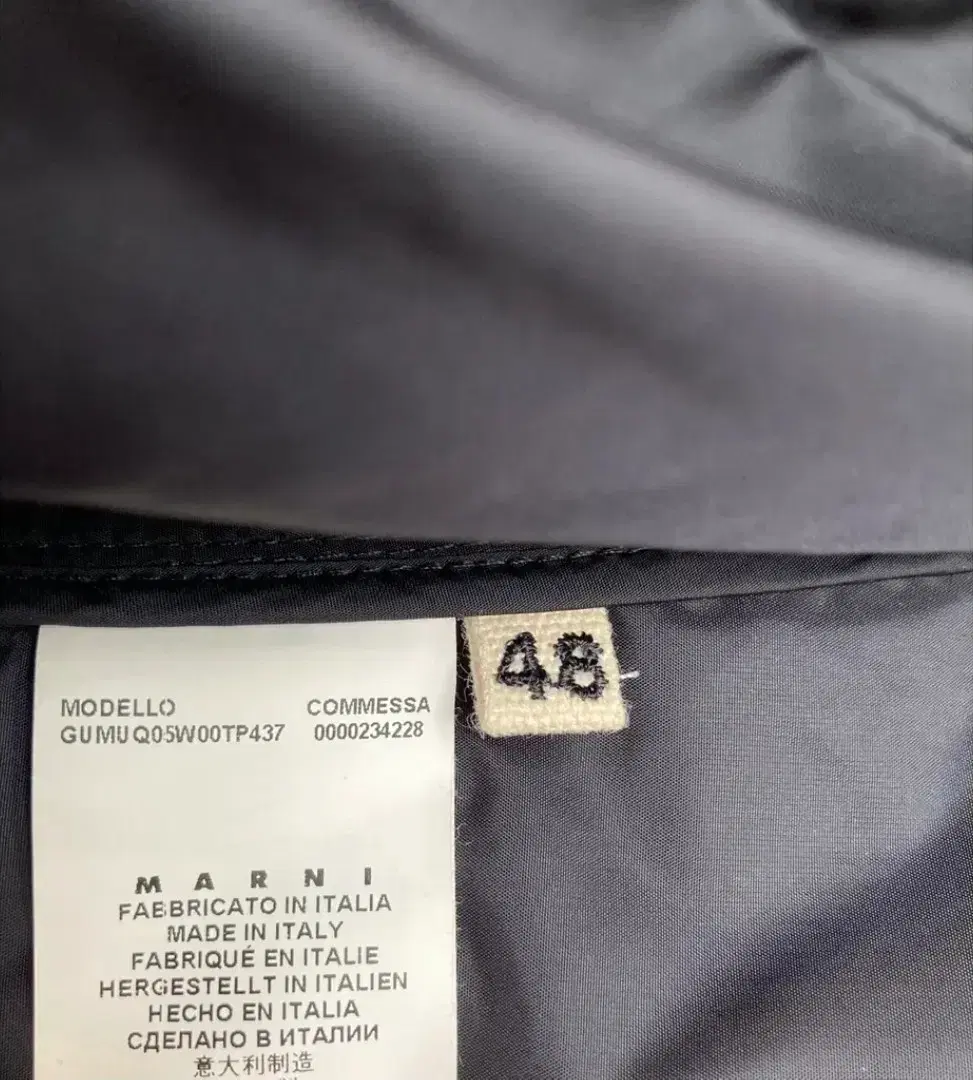 48
MODELLO COMMESSA
GUMUQ05W00TP437 0000234228
MARNI
FABBRICATO IN ITALIA
MADE IN ITALY
FABRIQUÉ EN ITALIE
HERGESTELLT IN ITALIEN
HECHO EN ITALIA
СДЕЛАНО В ИТАЛИИ
意大利制造